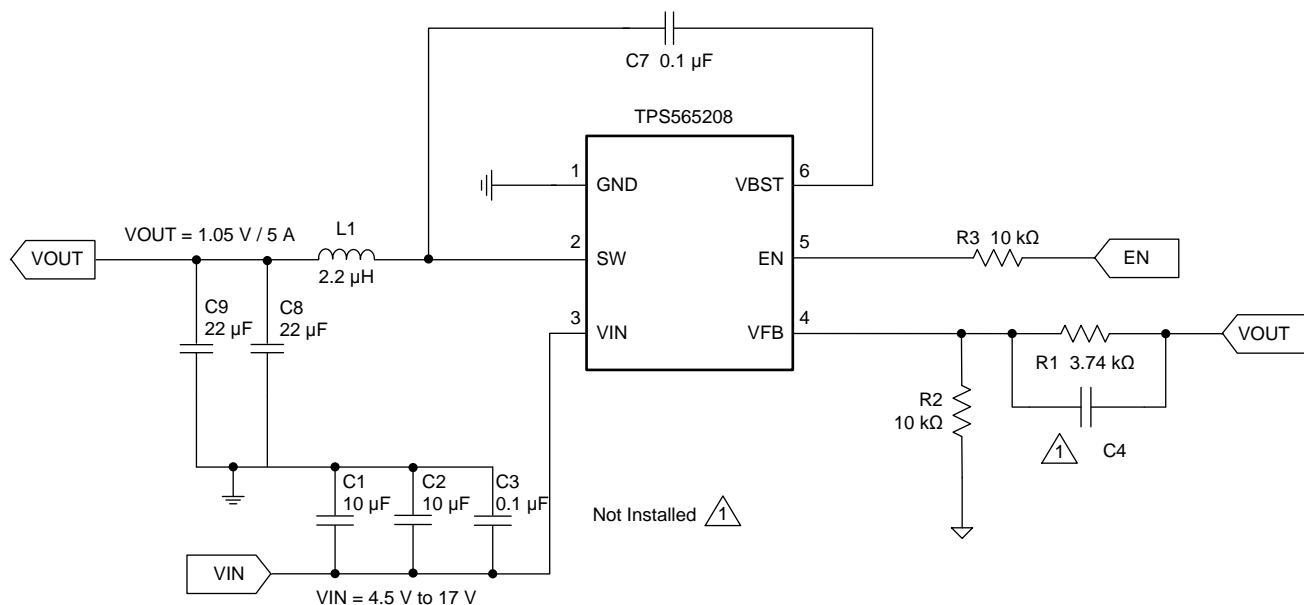 C7 0.1 µF
TPS565208
1
GND
VBST
6
VOUT
VOUT = 1.05 V / 5 A
L1
2.2 µH
2
SW
EN
5
R3 10 kΩ
EN
C9
22 µF
C8
22 µF
3
VIN
VFB
4
VOUT
R1 3.74 kΩ
R2
10 kΩ
1
C4
C1
10 µF
C2
10 µF
C3
0.1 µF
Not Installed 1
VIN
VIN = 4.5 V to 17 V